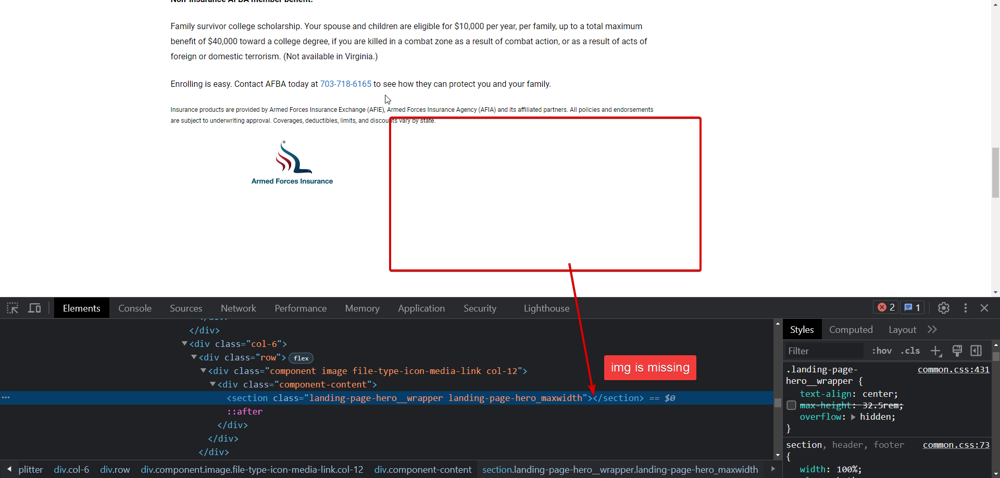 Non-Insurance AFBA member benefit.
Family survivor college scholarship. Your spouse and children are eligible for $10,000 per year, per family, up to a total maximum
benefit of $40,000 toward a college degree, if you are killed in a combat zone as a result of combat action, or as a result of acts of
foreign or domestic terrorism. (Not available in Virginia.)
Enrolling is easy. Contact AFBA today at 703-718-6165 to see how they can protect you and your family.
Insurance products are provided by Armed Forces Insurance Exchange (AFIE), Armed Forces Insurance Agency (AFIA) and its affiliated partners. All policies and endorsements
are subject to underwriting approval. Coverages, deductibles, limits, and discounts vary by state.
®
Armed Forces Insurance
Elements Console Sources Network Performance Memory Application Security Lighthouse 2 1
</div>
</div>
<div class="col-6">
<div class="row"> flex
<div class="component image file-type-icon-media-link col-12">
<div class="component-content">
<section class="landing-page-hero__wrapper landing-page-hero_maxwidth"></section> == $0
::after
</div>
</div>
</div>
img is missing
plitter div.col-6 div.row div.component.image.file-type-icon-media-link.col-12 div.component-content section.landing-page-hero__wrapper.landing-page-hero_maxwidth
Styles Computed Layout
Filter :hov .cls
.landing-page- common.css:431
hero__wrapper {
text-align: center;
max-height: 32.5rem;
overflow: hidden;
}
section, header, footer common.css:73
{
width: 100%;